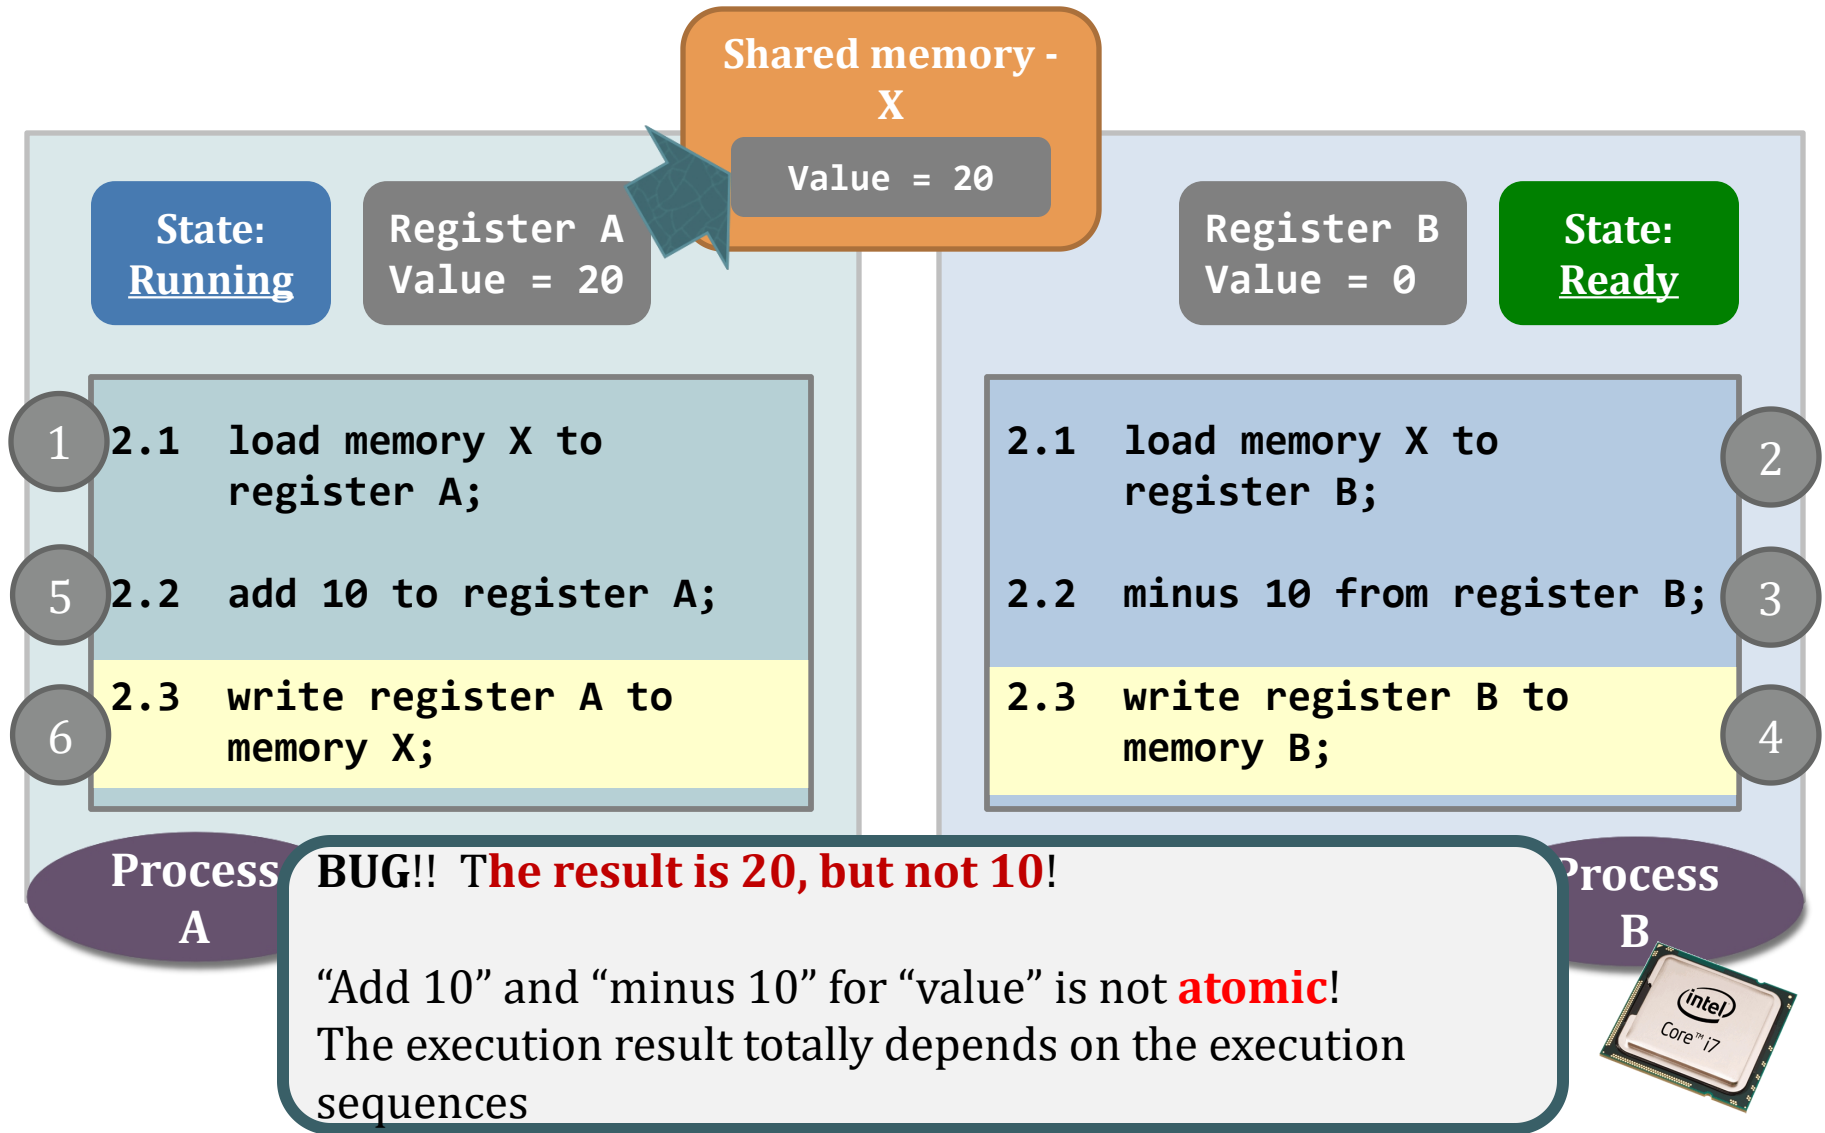 Shared memory -
X
Value = 20
State:
Running
Register A
Value = 20
Register B
Value = 0
State:
Ready
1
2.1 load memory X to
register A;
5
2.2 add 10 to register A;
6
2.3 write register A to
memory X;
2.1 load memory X to
register B;
2
2.2 minus 10 from register B;
3
2.3 write register B to
memory B;
4
Process
A
Process
B
BUG!! The result is 20, but not 10!
“Add 10” and “minus 10” for “value” is not atomic!
The execution result totally depends on the execution
sequences
intel
Core™ i7